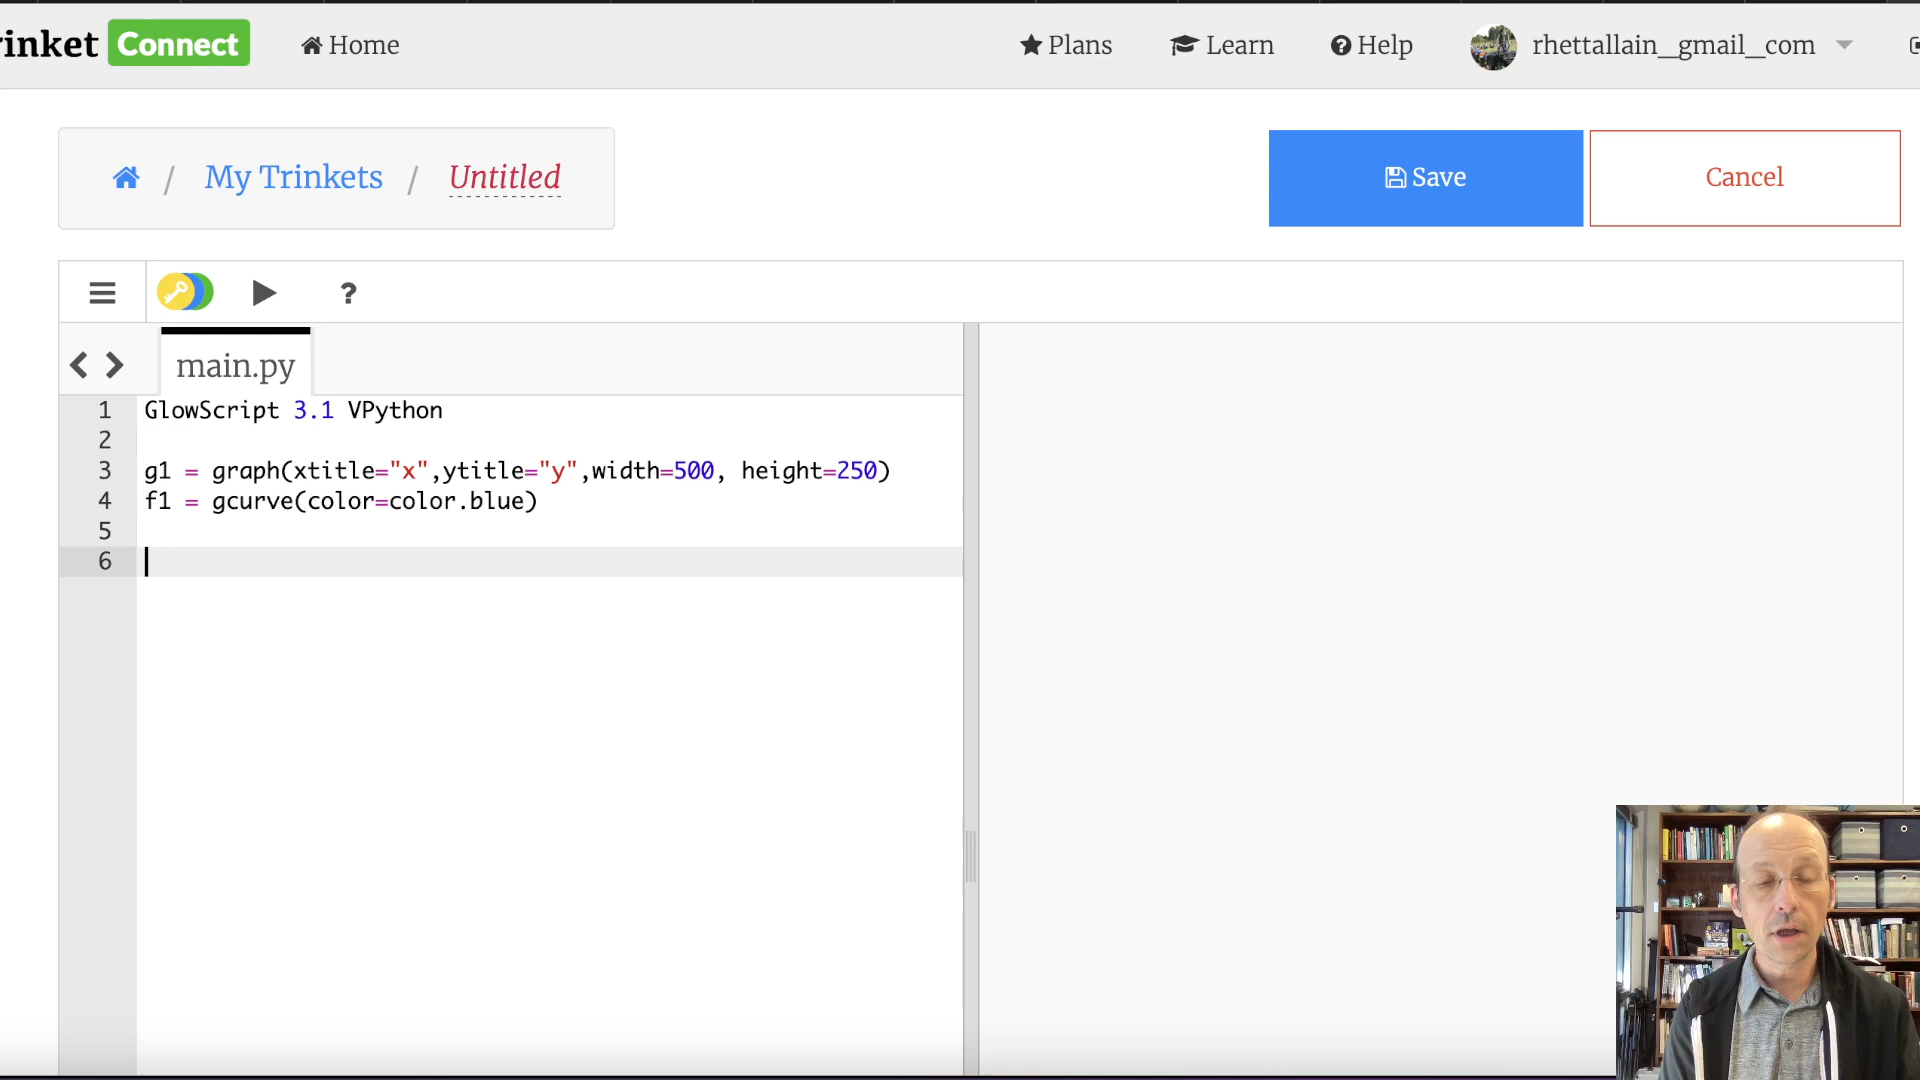 rinket Connect Home Plans Learn Help rhettallain_gmail_com
/ My Trinkets / Untitled
Save
Cancel
?
main.py
1 GlowScript 3.1 VPython
2
3 g1 = graph(xtitle="x",ytitle="y",width=500, height=250)
4 f1 = gcurve(color=color.blue)
5
6